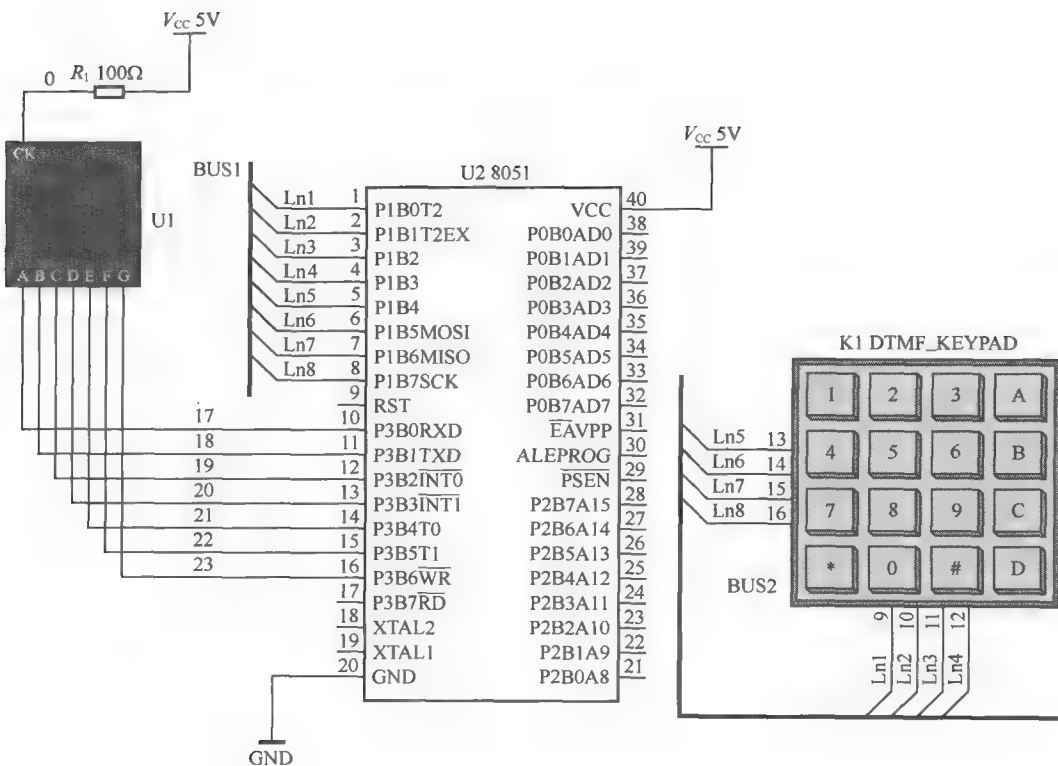 V_CC 5V
0
R_1 100Ω
CK
U1
A B C D E F G
BUS1
Ln1
Ln2
Ln3
Ln4
Ln5
Ln6
Ln7
Ln8
17
18
19
20
21
22
23
U2 8051
1 P1B0T2
2 P1B1T2EX
3 P1B2
4 P1B3
5 P1B4
6 P1B5MOSI
7 P1B6MISO
8 P1B7SCK
9 RST
10 P3B0RXD
11 P3B1TXD
12 P3B2INT0
13 P3B3INT1
14 P3B4T0
15 P3B5T1
16 P3B6WR
17 P3B7RD
18 XTAL2
19 XTAL1
20 GND
GND
VCC 40
P0B0AD0 38
P0B1AD1 39
P0B2AD2 37
P0B3AD3 36
P0B4AD4 35
P0B5AD5 34
P0B6AD6 33
P0B7AD7 32
EAVPP 31
ALEPROG 30
PSEN 29
P2B7A15 28
P2B6A14 27
P2B5A13 26
P2B4A12 25
P2B3A11 24
P2B2A10 23
P2B1A9 22
P2B0A8 21
V_CC 5V
K1 DTMF_KEYPAD
1 2 3 A
4 5 6 B
7 8 9 C
* 0 # D
Ln5 13
Ln6 14
Ln7 15
Ln8 16
BUS2
9 10 11 12
Ln1 Ln2 Ln3 Ln4